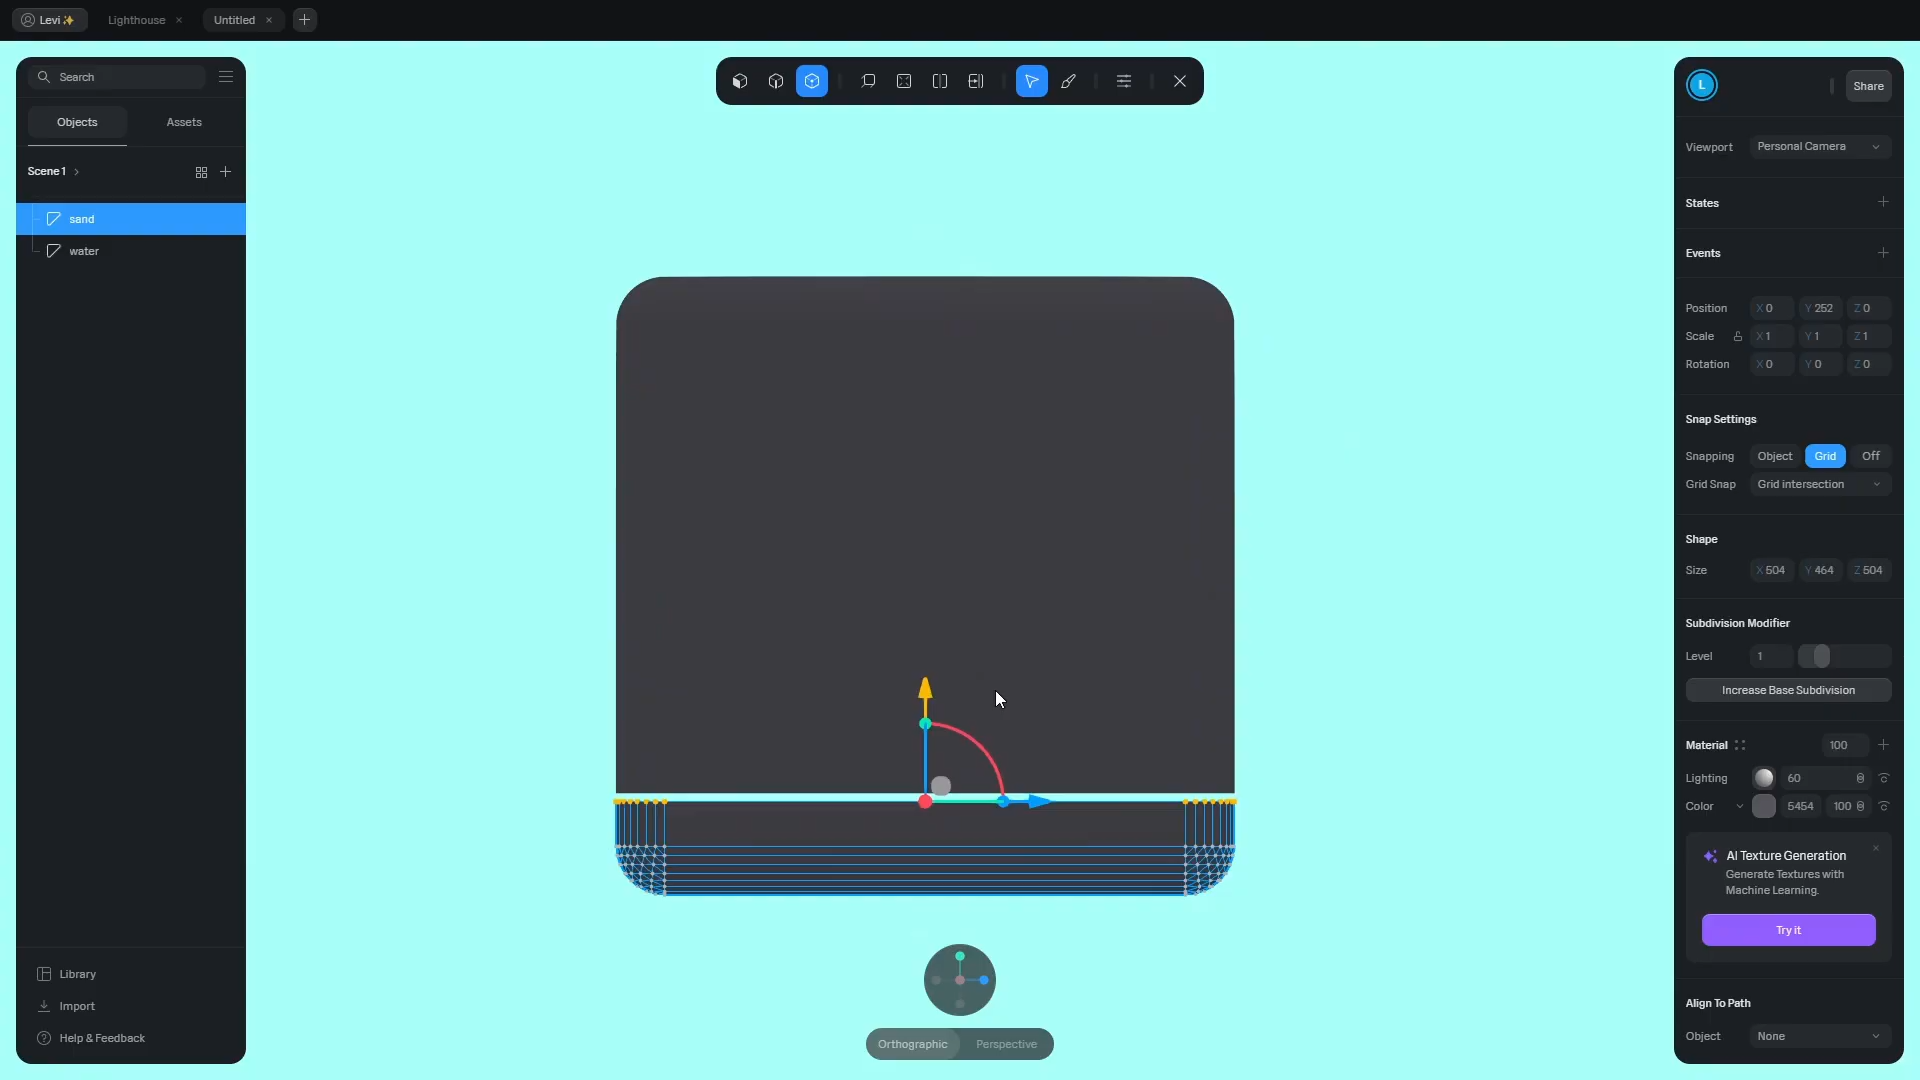 Levi✨
Lighthouse
Untitled
Search
Objects
Assets
Scene 1
sand
water
Library
Import
Help & Feedback
Orthographic
Perspective
L
Share
Viewport
Personal Camera
States
Events
Position
X 0
Y 252
Z 0
Scale
X 1
Y 1
Z 1
Rotation
X 0
Y 0
Z 0
Snap Settings
Snapping
Object
Grid
Off
Grid Snap
Grid intersection
Shape
Size
X 504
Y 464
Z 504
Subdivision Modifier
Level
1
Increase Base Subdivision
Material
100
Lighting
60
Color
5454
100
AI Texture Generation
Generate Textures with
Machine Learning.
Try it
Align To Path
Object
None